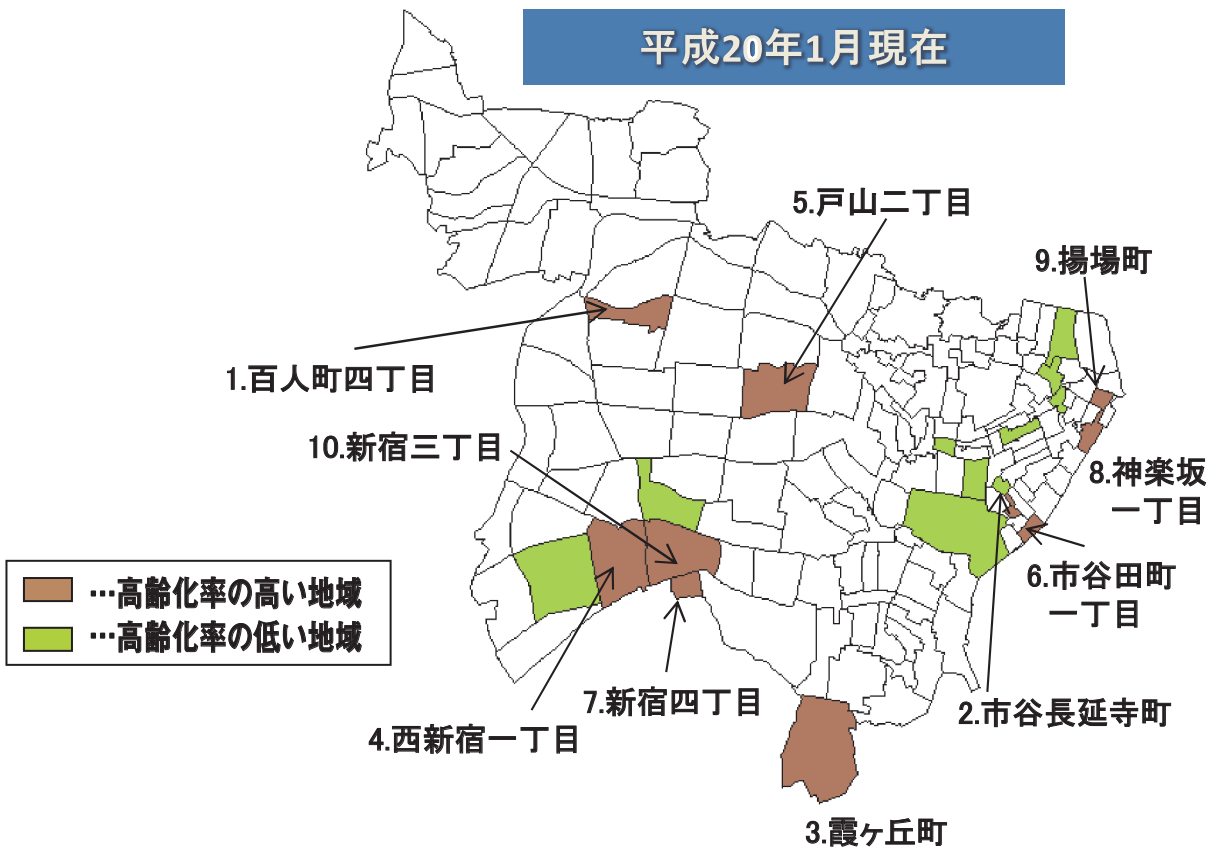 平成20年1月現在
5.戸山二丁目
9.揚場町
1.百人町四丁目
10.新宿三丁目
8.神楽坂
一丁目
6.市谷田町
一丁目
…高齢化率の高い地域
…高齢化率の低い地域
7.新宿四丁目
2.市谷長延寺町
4.西新宿一丁目
3.霞ヶ丘町